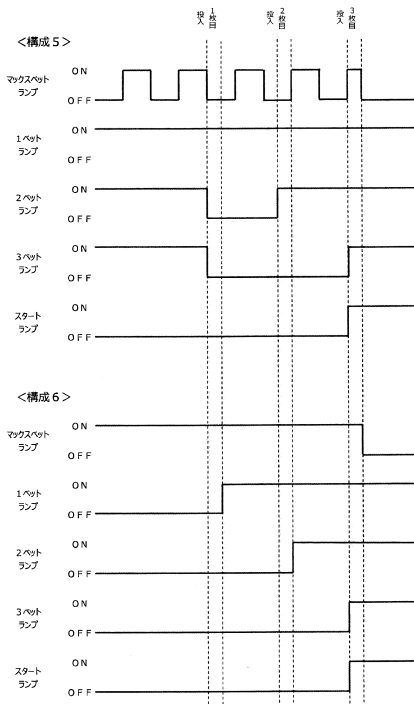 1枚目
投入
2枚目
投入
3枚目
投入
＜構成５＞
マックスベット
ランプ
ON
OFF
１ベット
ランプ
ON
OFF
２ベット
ランプ
ON
OFF
３ベット
ランプ
ON
OFF
スタート
ランプ
ON
OFF
＜構成６＞
マックスベット
ランプ
ON
OFF
１ベット
ランプ
ON
OFF
２ベット
ランプ
ON
OFF
３ベット
ランプ
ON
OFF
スタート
ランプ
ON
OFF